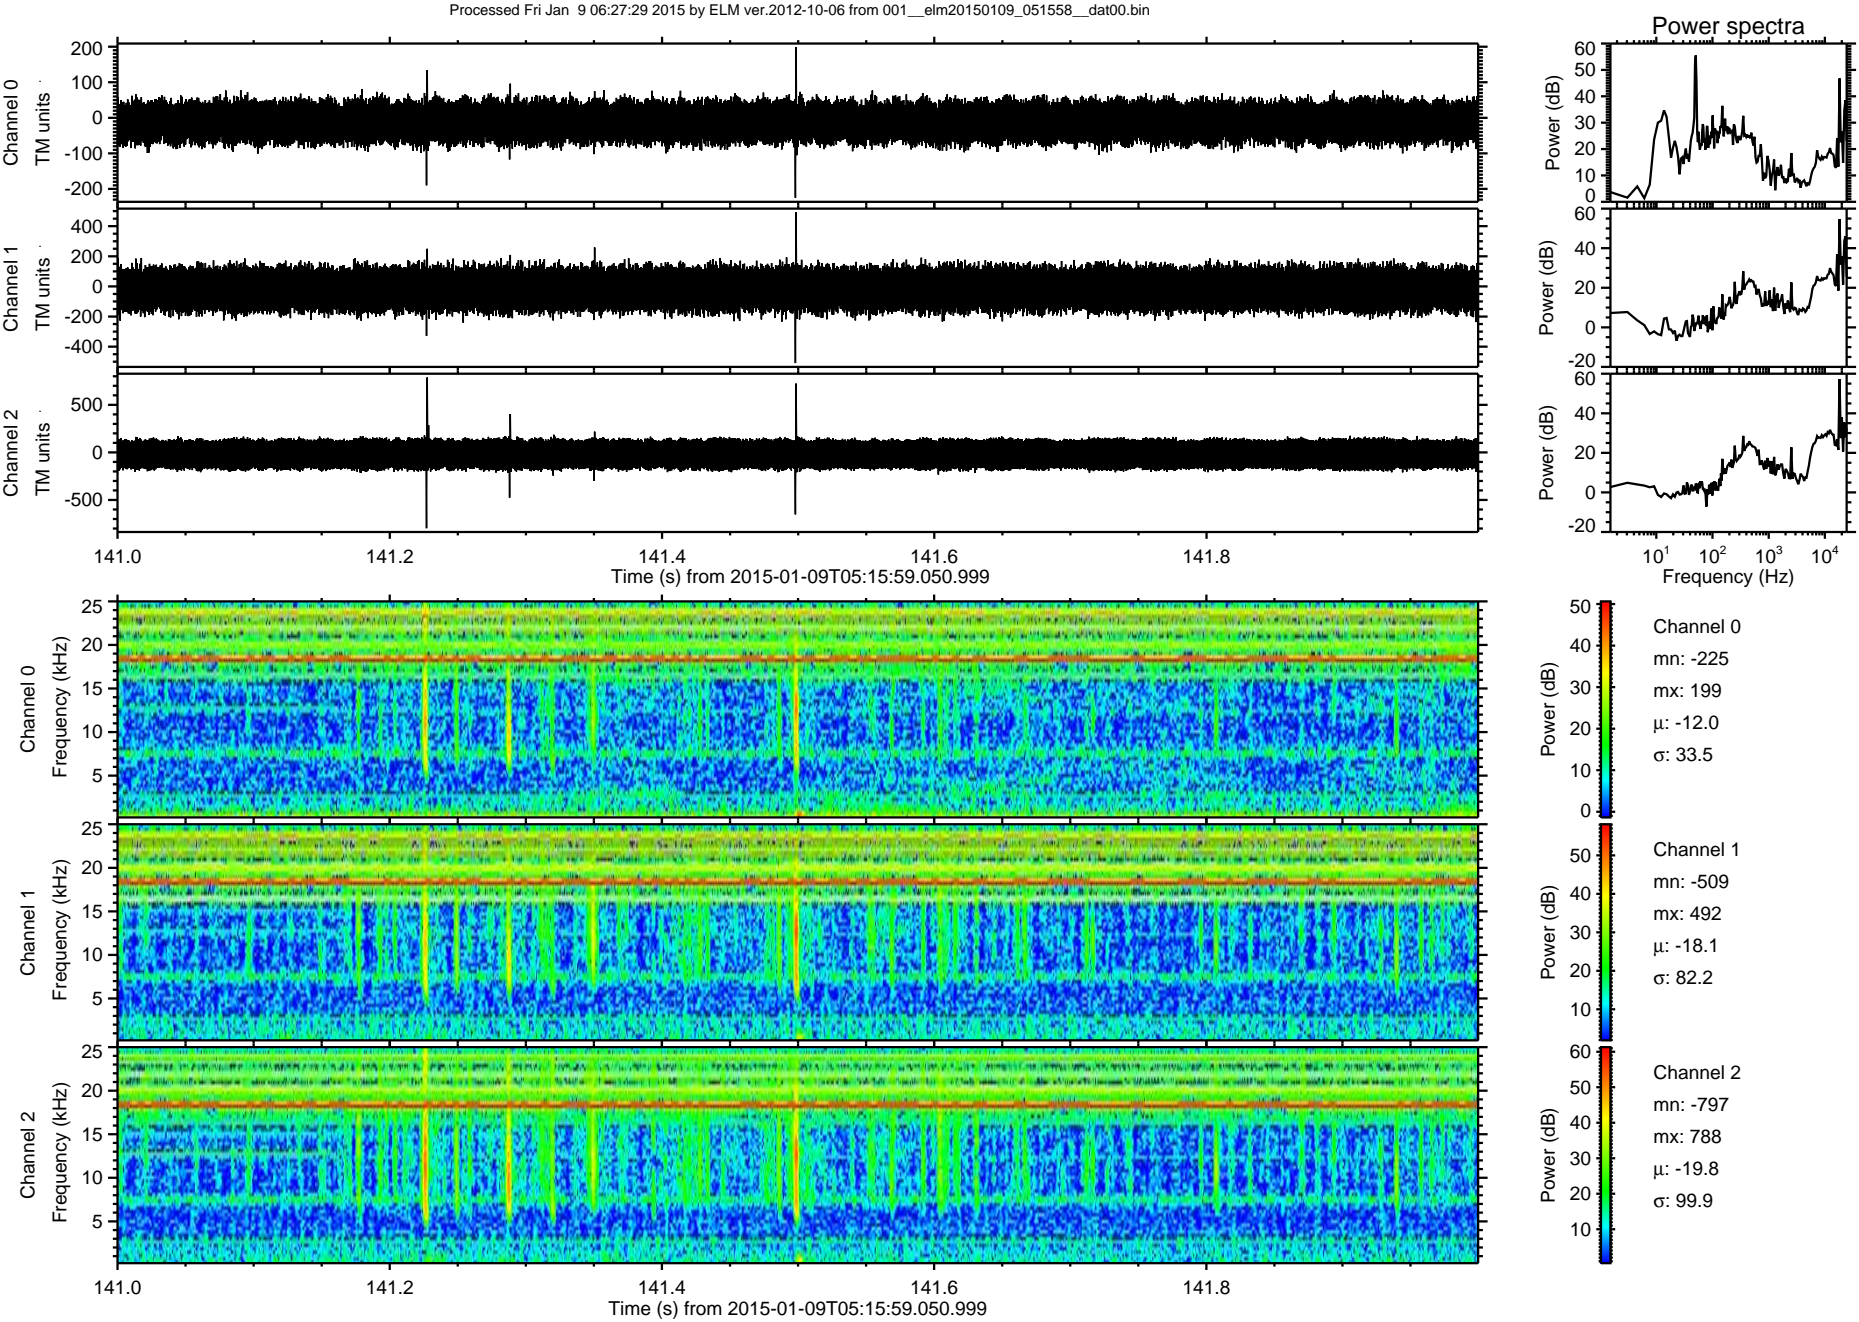 Processed Fri Jan  9 06:27:29 2015 by ELM ver.2012-10-06 from 001__elm20150109_051558__dat00.bin
Power spectra
Channel 0
TM units
200
100
0
-100
-200
Power (dB)
60
50
40
30
20
10
0
Channel 1
TM units
400
200
0
-200
-400
Power (dB)
60
40
20
0
-20
Channel 2
TM units
500
0
-500
Power (dB)
60
40
20
0
-20
141.0 141.2 141.4 141.6 141.8
Time (s) from 2015-01-09T05:15:59.050.999
10¹ 10² 10³ 10⁴
Frequency (Hz)
Channel 0
Frequency (kHz)
25
20
15
10
5
Power (dB)
50
40
30
20
10
0
Channel 0
mn: -225
mx: 199
μ: -12.0
σ: 33.5
Channel 1
Frequency (kHz)
25
20
15
10
5
Power (dB)
50
40
30
20
10
Channel 1
mn: -509
mx: 492
μ: -18.1
σ: 82.2
Channel 2
Frequency (kHz)
25
20
15
10
5
Power (dB)
60
50
40
30
20
10
Channel 2
mn: -797
mx: 788
μ: -19.8
σ: 99.9
141.0 141.2 141.4 141.6 141.8
Time (s) from 2015-01-09T05:15:59.050.999